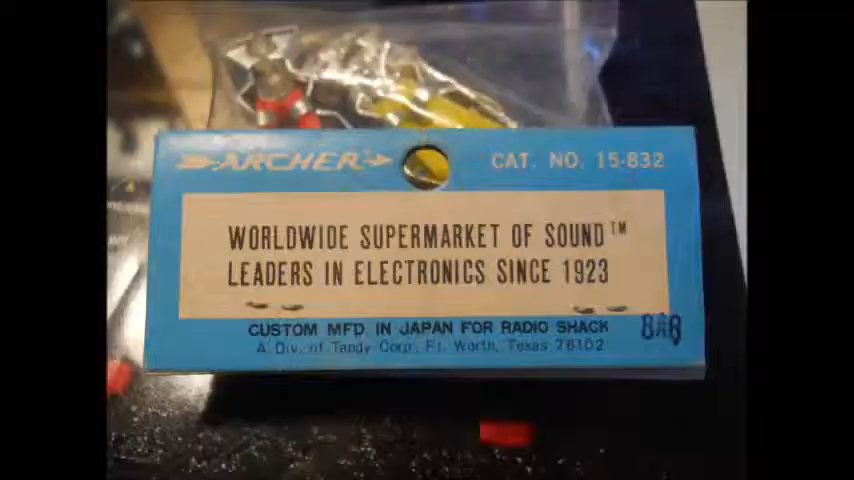 ARCHER
CAT. NO. 15-832
WORLDWIDE SUPERMARKET OF SOUND™
LEADERS IN ELECTRONICS SINCE 1923
CUSTOM MFD. IN JAPAN FOR RADIO SHACK
A Div. of Tandy Corp., Ft. Worth, Texas 76102